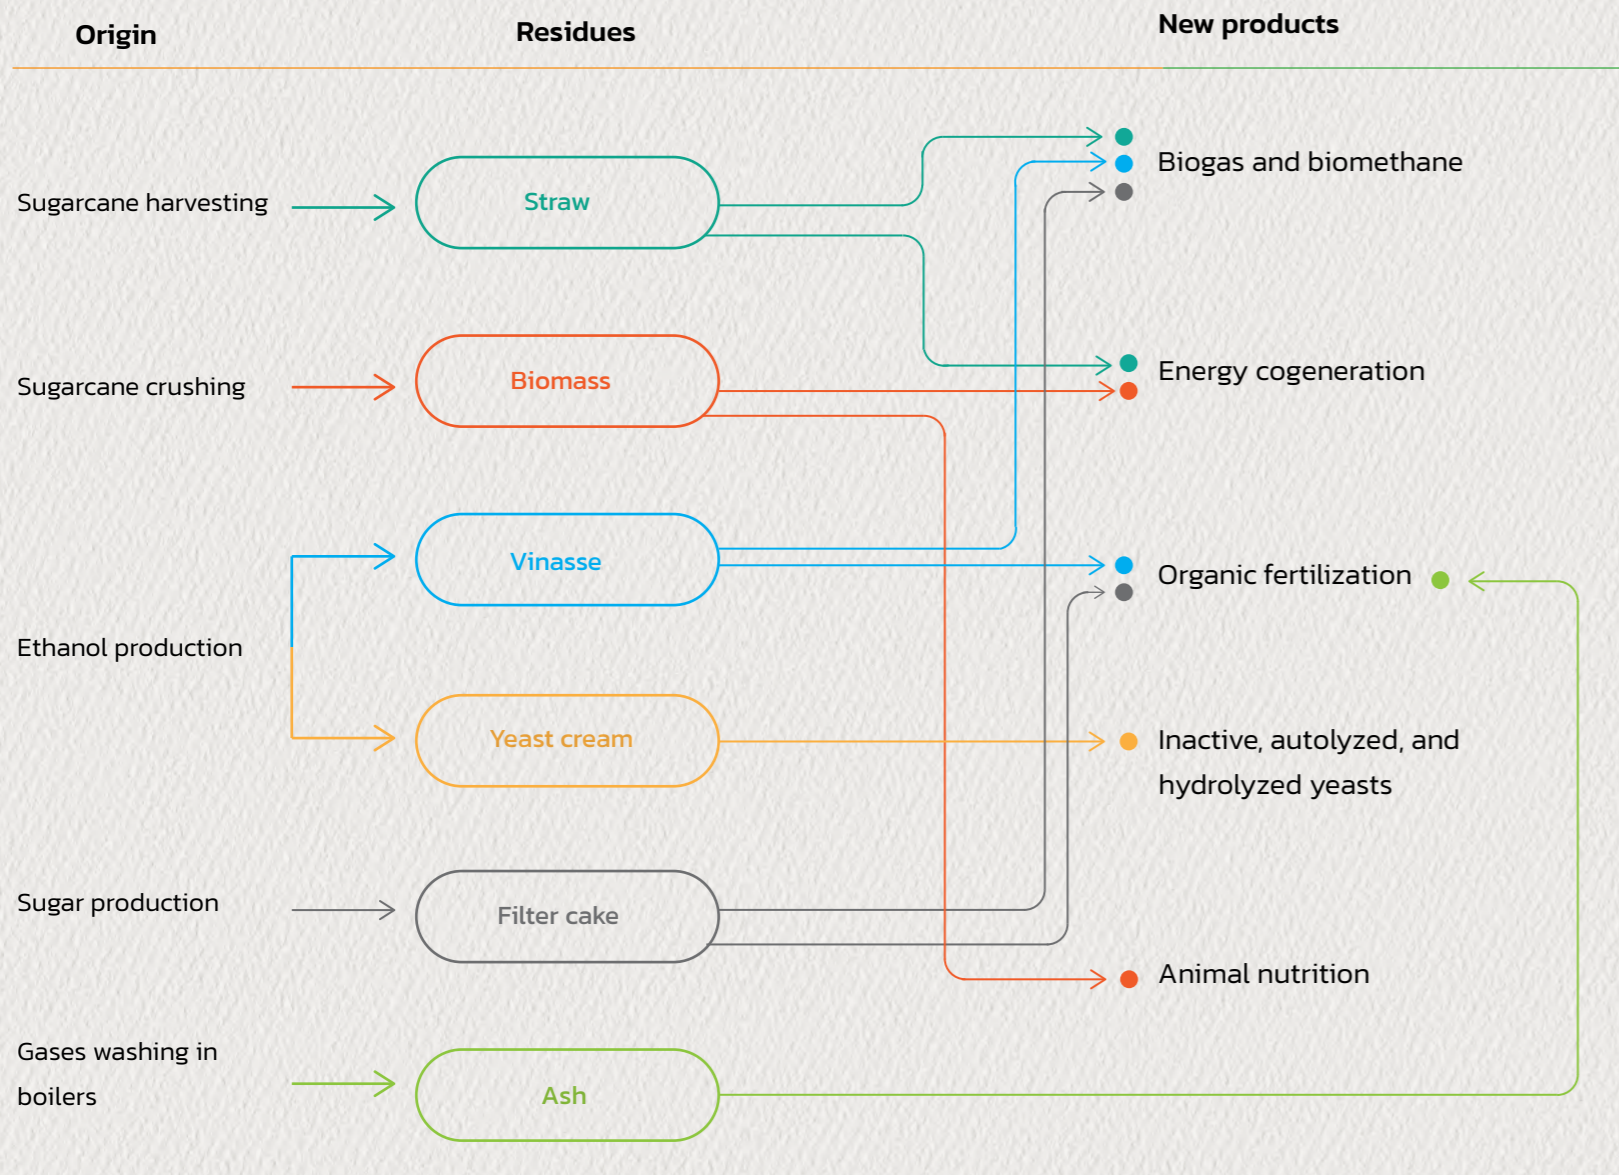 Origin
Residues
New products
Sugarcane harvesting
Straw
Biogas and biomethane
Sugarcane crushing
Biomass
Energy cogeneration
Vinasse
Organic fertilization
Ethanol production
Yeast cream
Inactive, autolyzed, and
hydrolyzed yeasts
Sugar production
Filter cake
Animal nutrition
Gases washing in
boilers
Ash